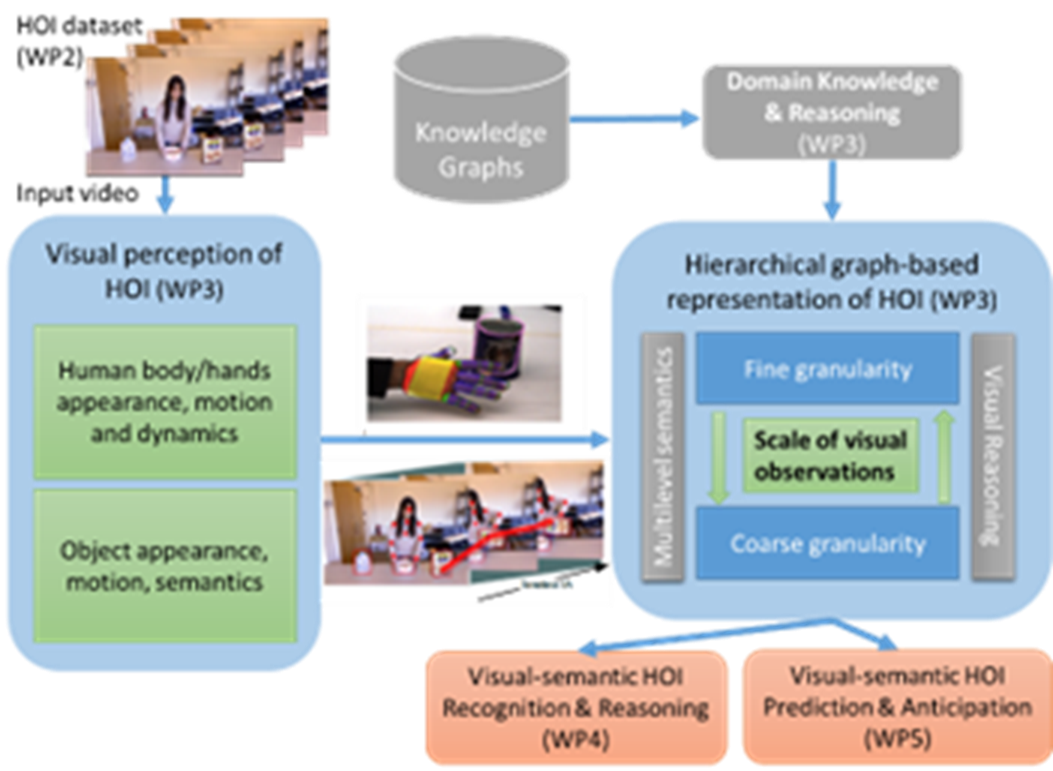 HOI dataset
(WP2)
Input video
Knowledge
Graphs
Domain Knowledge
& Reasoning
(WP3)
Visual perception of
HOI (WP3)
Human body/hands
appearance, motion
and dynamics
Object appearance,
motion, semantics
Hierarchical graph-based
representation of HOI (WP3)
Multilevel semantics
Fine granularity
Scale of visual
observations
Coarse granularity
Visual Reasoning
Visual-semantic HOI
Recognition & Reasoning
(WP4)
Visual-semantic HOI
Prediction & Anticipation
(WP5)